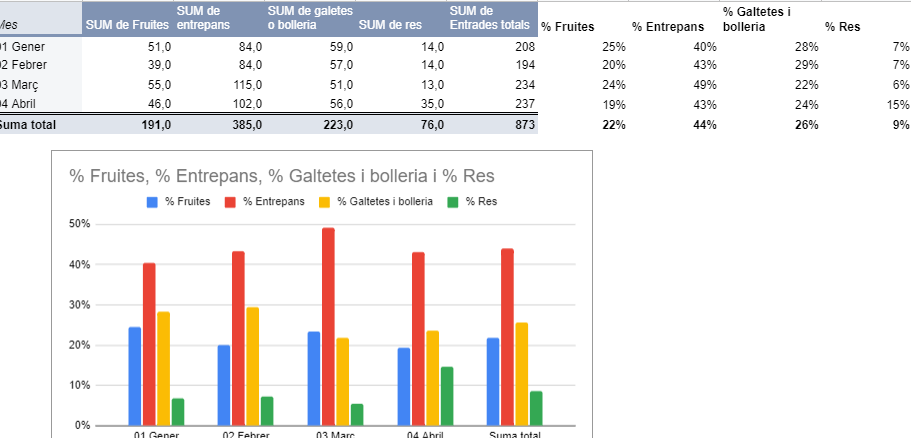 SUM de SUM de galetes SUM de % Galtetes i
Mes SUM de Fruites entrepans o bolleria SUM de res Entrades totals % Fruites % Entrepans bolleria % Res
01 Gener 51,0 84,0 59,0 14,0 208 25% 40% 28% 7%
02 Febrer 39,0 84,0 57,0 14,0 194 20% 43% 29% 7%
03 Març 55,0 115,0 51,0 13,0 234 24% 49% 22% 6%
04 Abril 46,0 102,0 56,0 35,0 237 19% 43% 24% 15%
Suma total 191,0 385,0 223,0 76,0 873 22% 44% 26% 9%
% Fruites, % Entrepans, % Galtetes i bolleria i % Res
% Fruites % Entrepans % Galtetes i bolleria % Res
50%
40%
30%
20%
10%
0%
01 Gener 02 Febrer 03 Març 04 Abril Suma total